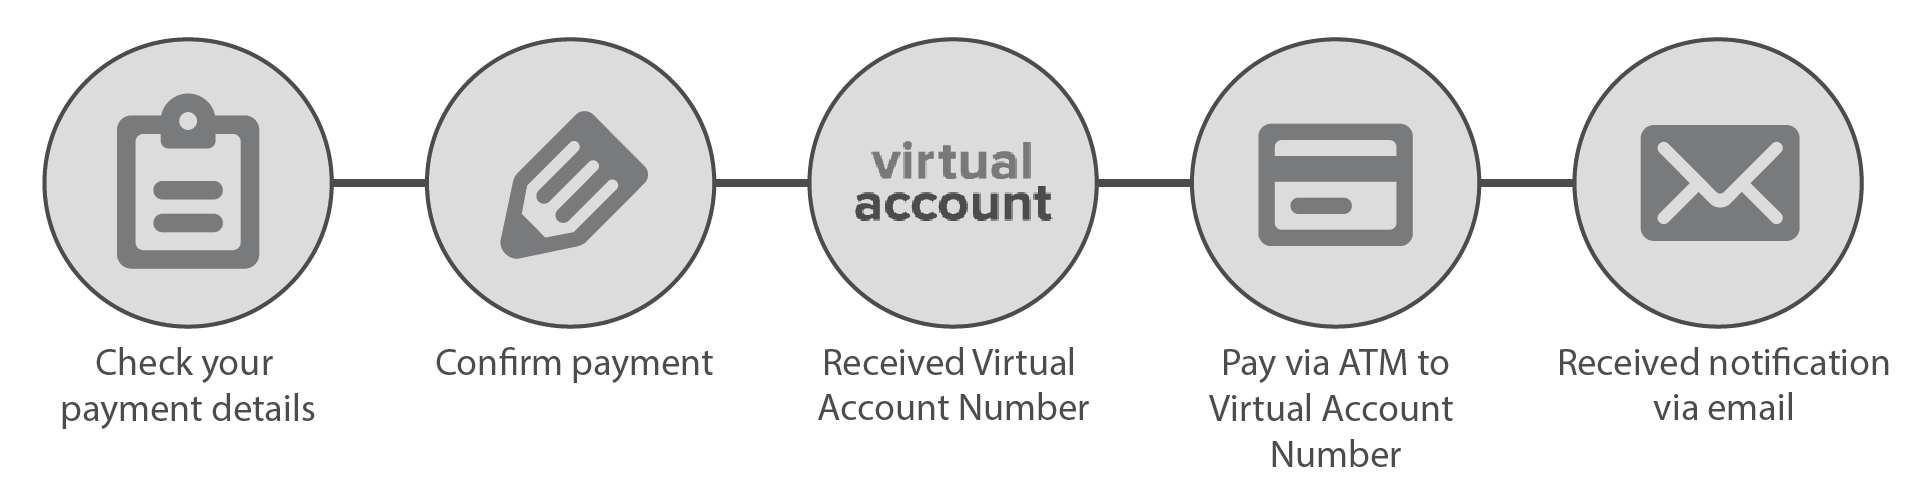 virtual
account
Check your
payment details
Confirm payment
Received Virtual
Account Number
Pay via ATM to
Virtual Account
Number
Received notification
via email